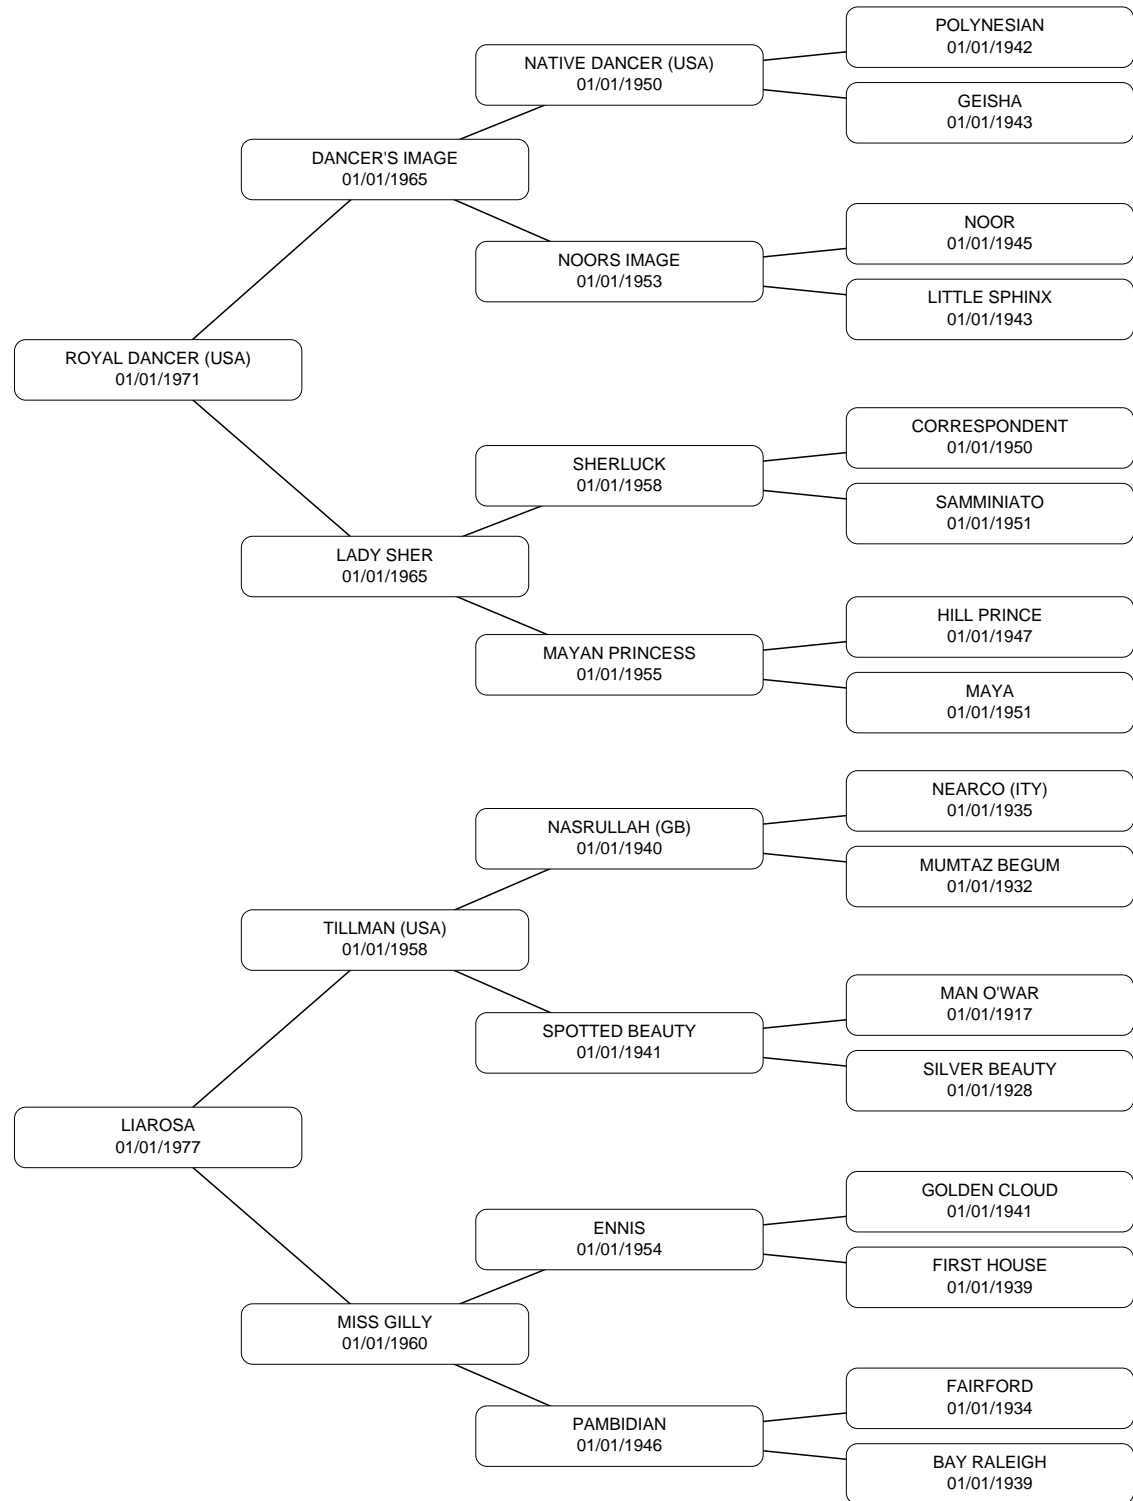 POLYNESIAN
01/01/1942
NATIVE DANCER (USA)
01/01/1950
GEISHA
01/01/1943
DANCER'S IMAGE
01/01/1965
NOOR
01/01/1945
NOORS IMAGE
01/01/1953
LITTLE SPHINX
01/01/1943
ROYAL DANCER (USA)
01/01/1971
CORRESPONDENT
01/01/1950
SHERLUCK
01/01/1958
SAMMINIATO
01/01/1951
LADY SHER
01/01/1965
HILL PRINCE
01/01/1947
MAYAN PRINCESS
01/01/1955
MAYA
01/01/1951
NEARCO (ITY)
01/01/1935
NASRULLAH (GB)
01/01/1940
MUMTAZ BEGUM
01/01/1932
TILLMAN (USA)
01/01/1958
MAN O'WAR
01/01/1917
SPOTTED BEAUTY
01/01/1941
SILVER BEAUTY
01/01/1928
LIAROSA
01/01/1977
GOLDEN CLOUD
01/01/1941
ENNIS
01/01/1954
FIRST HOUSE
01/01/1939
MISS GILLY
01/01/1960
FAIRFORD
01/01/1934
PAMBIDIAN
01/01/1946
BAY RALEIGH
01/01/1939